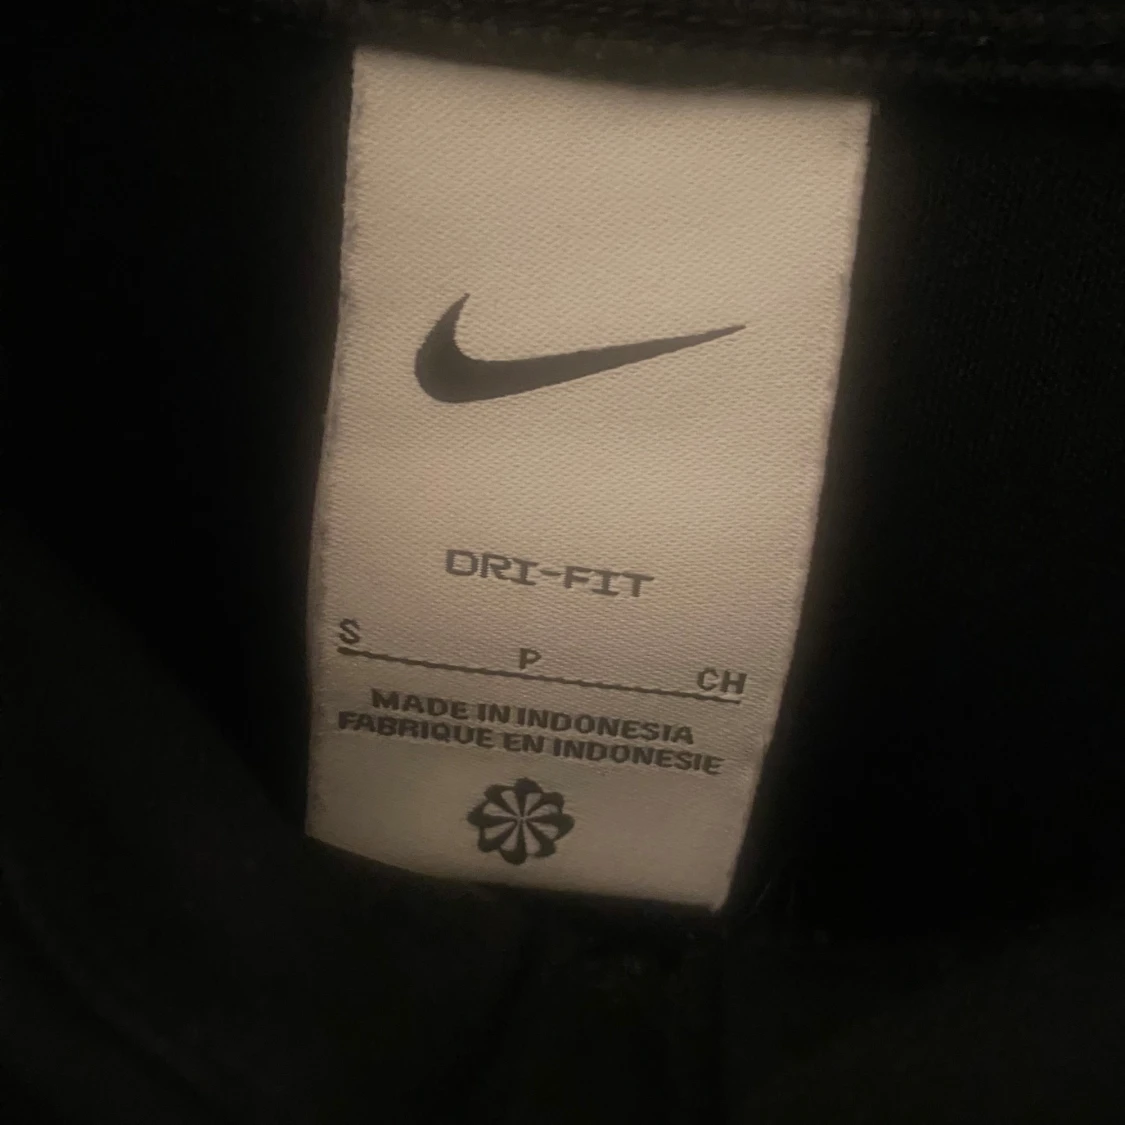 DRI-FIT
S P CH
MADE IN INDONESIA
FABRIQUE EN INDONESIE